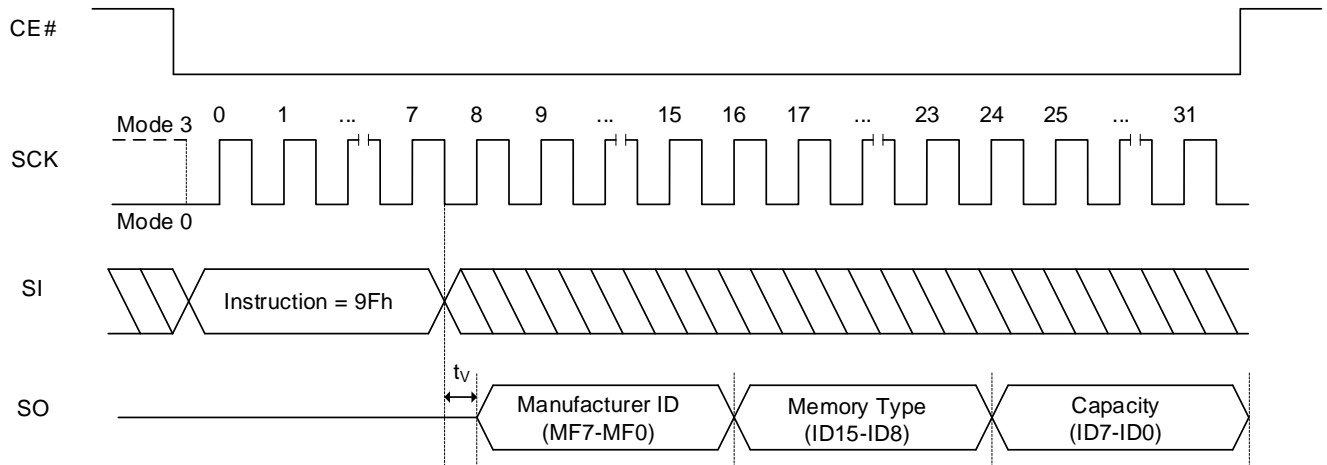 CE#
0 1 ... 7 8 9 ... 15 16 17 ... 23 24 25 ... 31
Mode 3
SCK
Mode 0
SI
Instruction = 9Fh
tV
SO
Manufacturer ID
(MF7-MF0)
Memory Type
(ID15-ID8)
Capacity
(ID7-ID0)